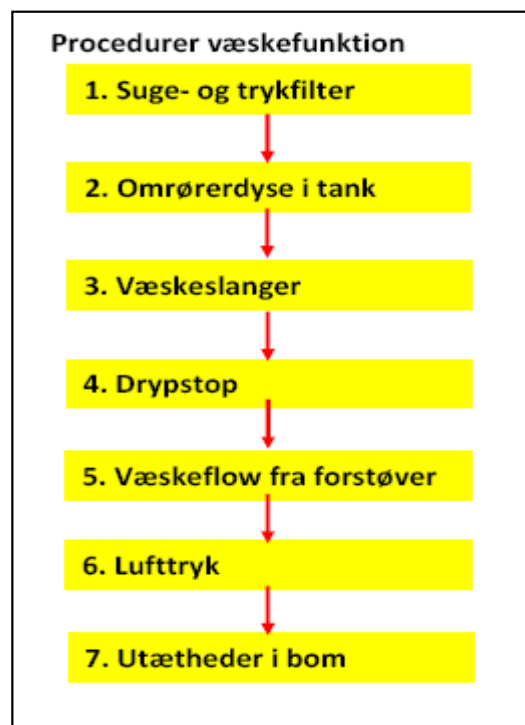 Procedurer væskefunktion
1. Suge- og trykfilter
2. Omrørerdyse i tank
3. Væskeslanger
4. Drypstop
5. Væskeflow fra forstøver
6. Lufttryk
7. Utætheder i bom